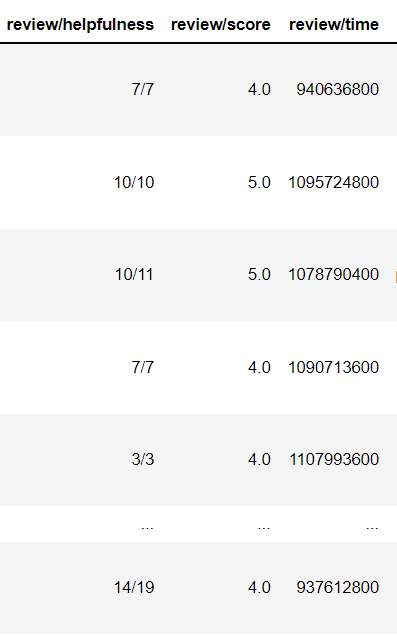 review/helpfulness review/score review/time
7/7 4.0 940636800
10/10 5.0 1095724800
10/11 5.0 1078790400
7/7 4.0 1090713600
3/3 4.0 1107993600
... ... ...
14/19 4.0 937612800